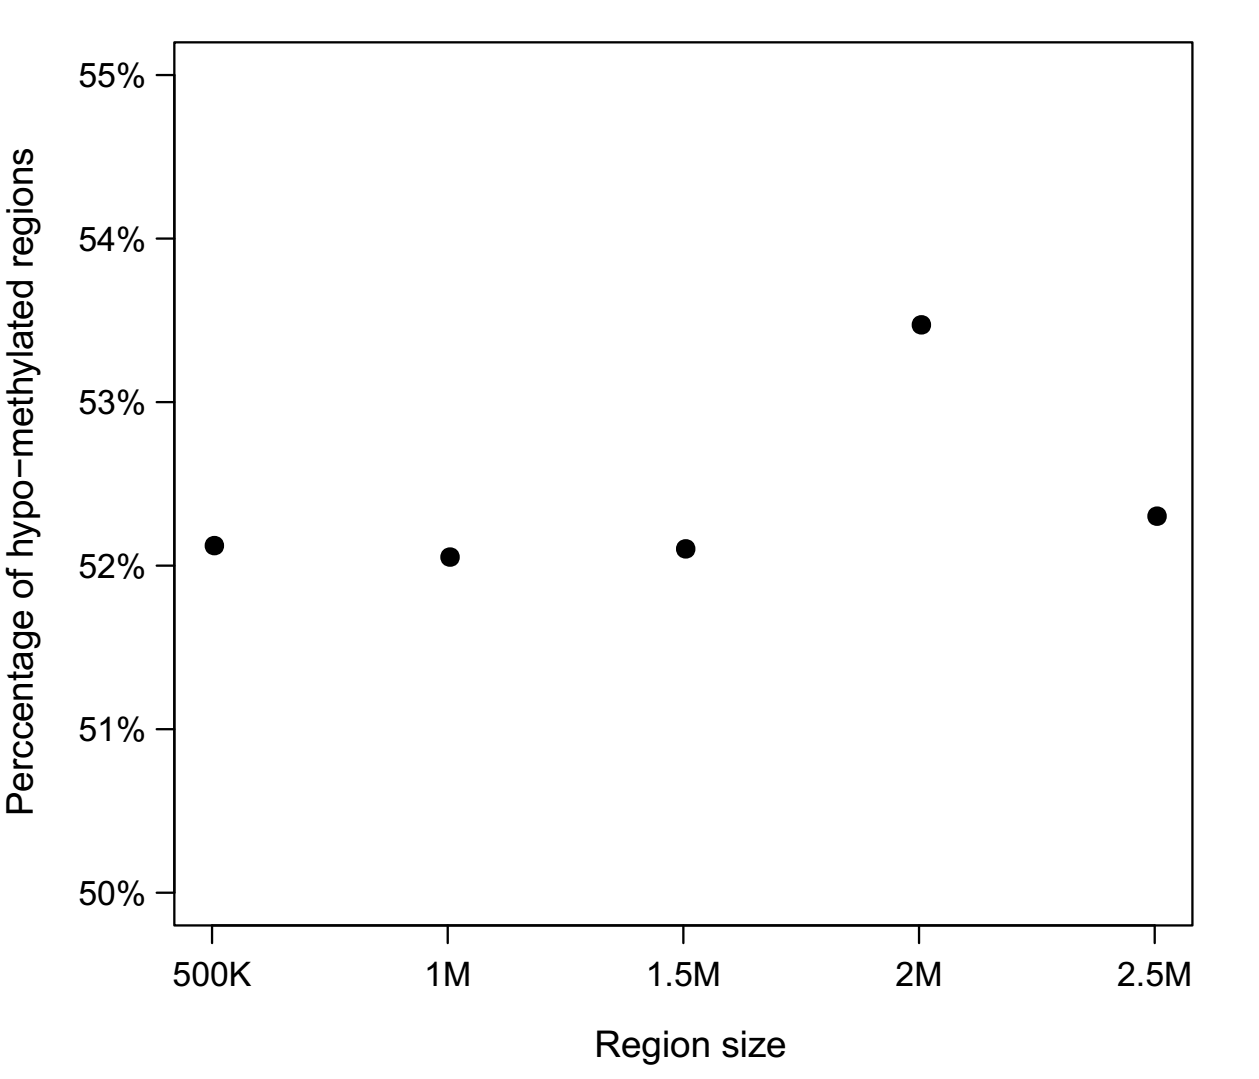 Perccentage of hypo−methylated regions
55%
54%
53%
52%
51%
50%
500K 1M 1.5M 2M 2.5M
Region size